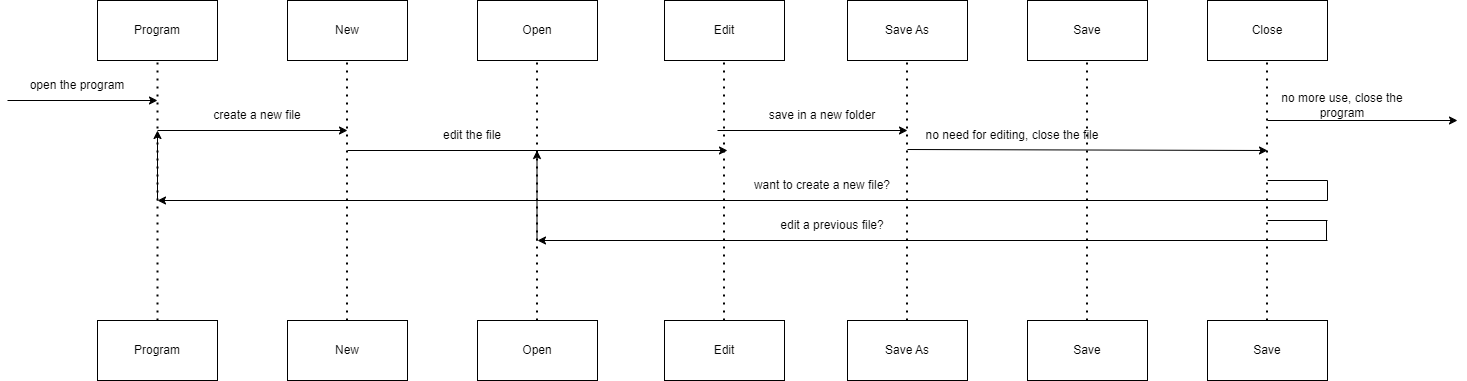 Program
New
Open
Edit
Save As
Save
Close
open the program
no more use, close the
program
create a new file
save in a new folder
edit the file
no need for editing, close the file
want to create a new file?
edit a previous file?
Program
New
Open
Edit
Save As
Save
Save